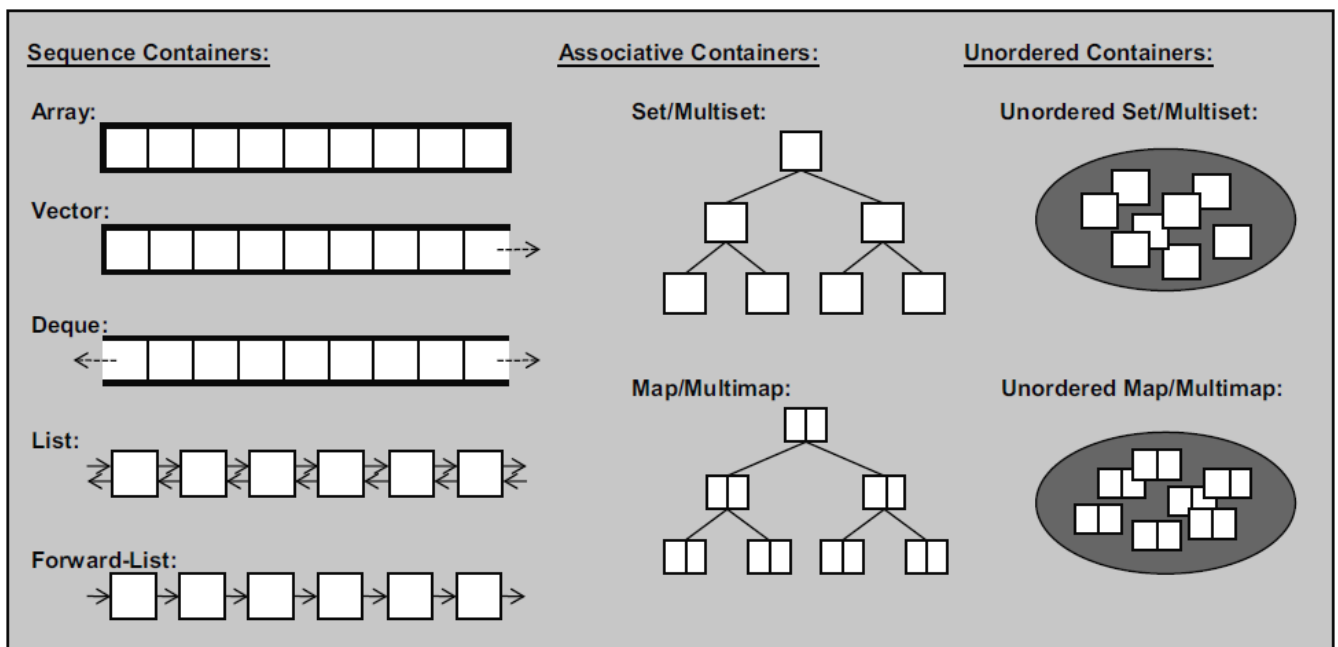 Sequence Containers:
Array:
Vector:
Deque:
List:
Forward-List:
Associative Containers:
Set/Multiset:
Map/Multimap:
Unordered Containers:
Unordered Set/Multiset:
Unordered Map/Multimap: